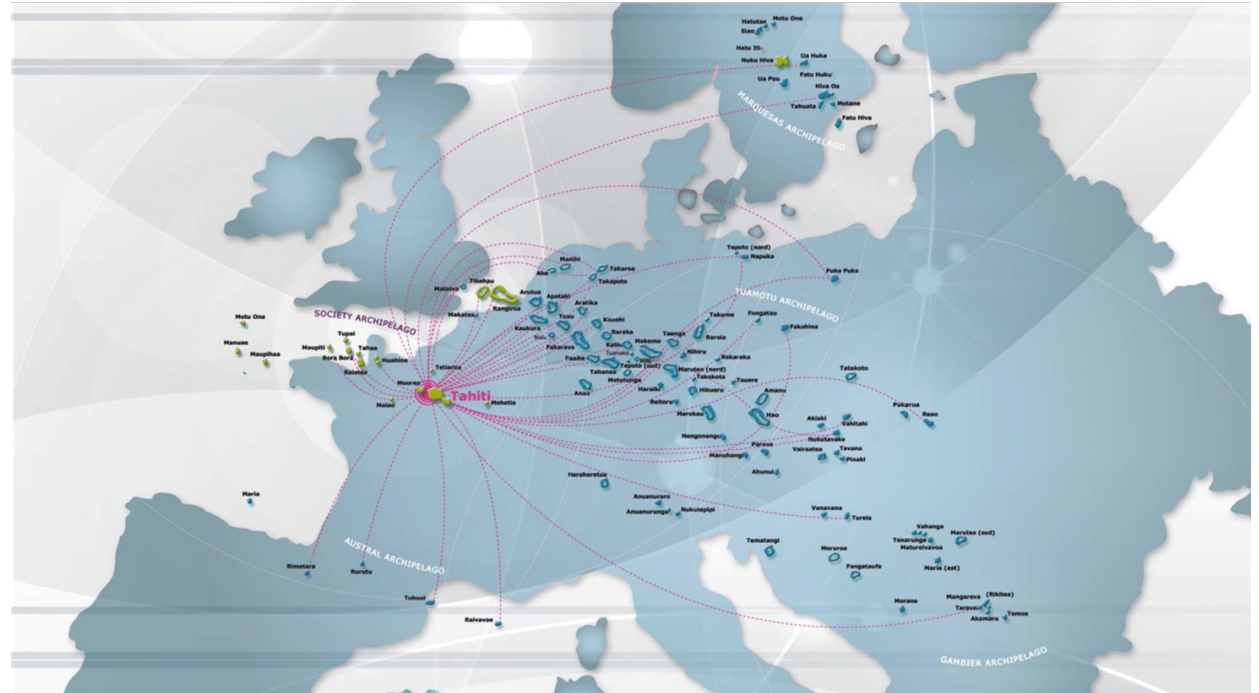 Hatutaa
Motu One
Eiao
Hatu Iti
Nuku Hiva
Ua Huka
Ua Pou
Fatu Huku
Hiva Oa
Tahuata
Motane
Fatu Hiva
MARQUESAS ARCHIPELAGO
Tepoto (nord)
Napuka
Puka Puka
TUAMOTU ARCHIPELAGO
Manihi
Ahe
Takaroa
Takapoto
Mataiva
Tikehau
Rangiroa
Makatea
Arutua
Apataki
Aratika
Kaukura
Toau
Kauehi
Raraka
Fakarava
Katiu
Makemo
Taenga
Takume
Raroia
Fangatau
Fakahina
Faaite
Tahanea
Tepoto (sud)
Motutunga
Nihiru
Marutea (nord)
Rekareka
Tauere
Anaa
Haraiki
Hikueru
Reitoru
Marokau
Amanu
Hao
Tatakoto
Pukarua
Reao
Akiaki
Vahitahi
Nukutavake
Nengonengo
Manuhangi
Paraoa
Vairaatea
Pinaki
Ahunui
SOCIETY ARCHIPELAGO
Motu One
Manuae
Maupihaa
Maupiti
Tupai
Bora Bora
Tahaa
Raiatea
Huahine
Tetiaroa
Moorea
Tahiti
Maiao
Mehetia
Hereheretue
Anuanuraro
Anuanurunga
Nukutepipi
Vanavana
Tureia
Tematangi
Moruroa
Fangataufa
Vahanga
Tenarunga
Matureivavoa
Marutea (sud)
Maria (est)
Maria
AUSTRAL ARCHIPELAGO
Rimatara
Rurutu
Tubuai
Raivavae
Morane
Mangareva (Rikitea)
Taravai
Akamaru
Temoe
GAMBIER ARCHIPELAGO